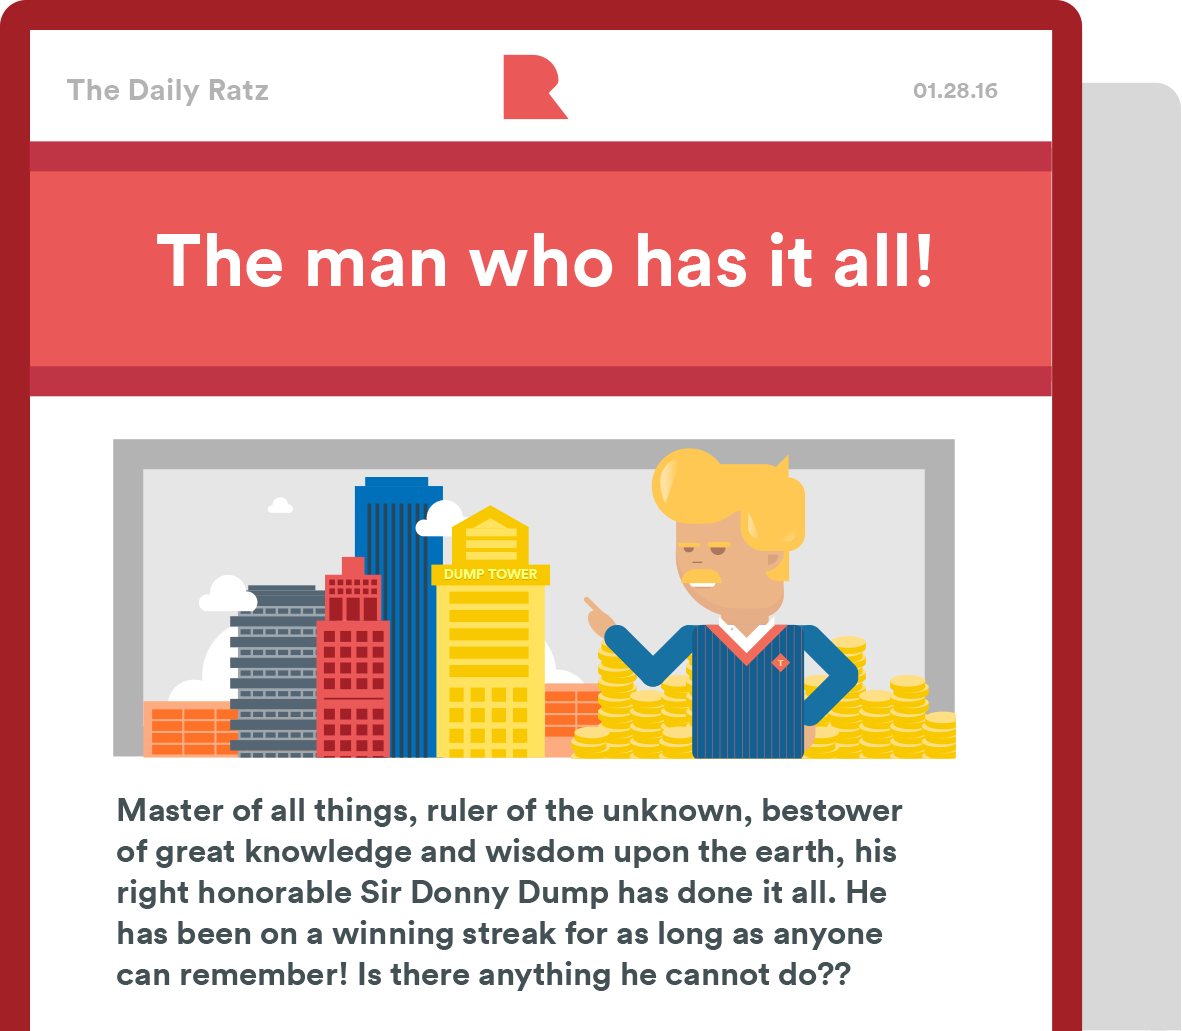 The Daily Ratz
R
01.28.16
The man who has it all!
DUMP TOWER
T
Master of all things, ruler of the unknown, bestower
of great knowledge and wisdom upon the earth, his
right honorable Sir Donny Dump has done it all. He
has been on a winning streak for as long as anyone
can remember! Is there anything he cannot do??